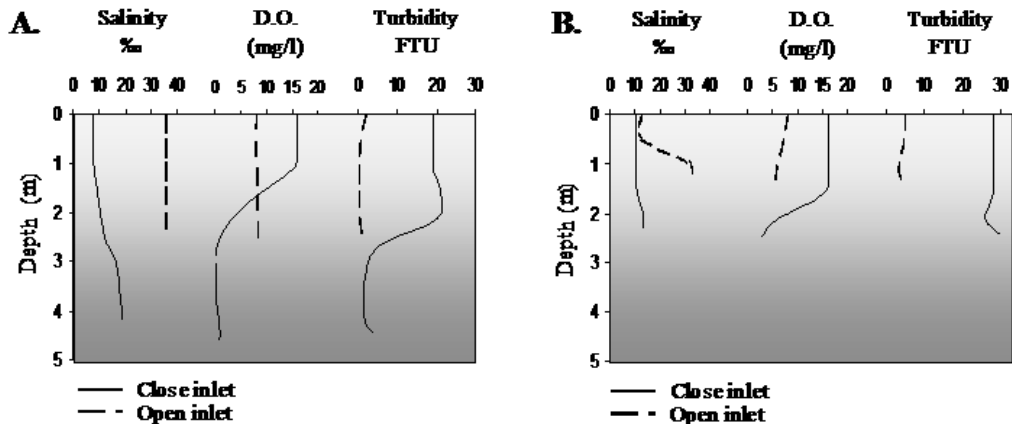 A.
Salinity
‰
D.O.
(mg/l)
Turbidity
FTU
0 10 20 30 40
0 5 10 15 20
0 10 20 30
0
1
2
3
4
5
Depth (m)
Close inlet
Open inlet
B.
Salinity
‰
D.O.
(mg/l)
Turbidity
FTU
0 10 20 30 40
0 5 10 15 20
0 10 20 30
0
1
2
3
4
5
Depth (m)
Close inlet
Open inlet